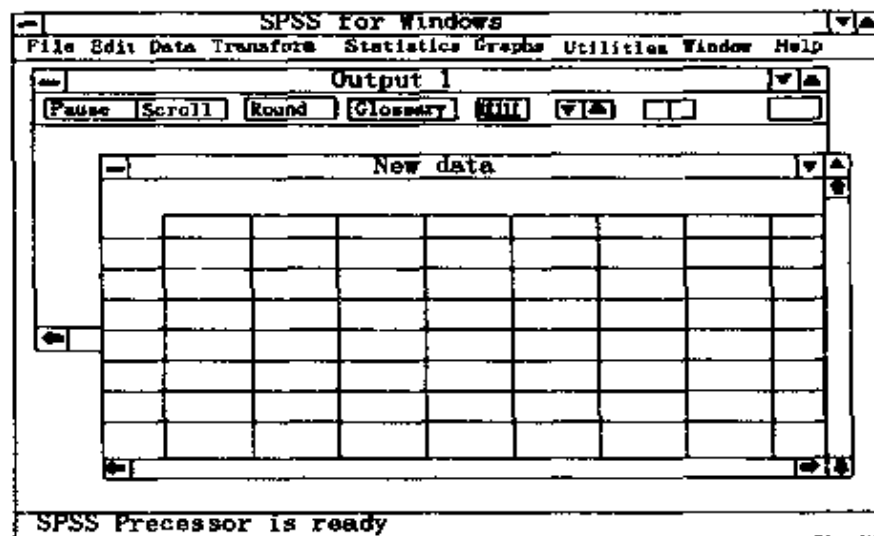 SPSS for Windows
File Edit Data Transform Statistics Graphs Utilities Window Help
Output 1
Pause Scroll Round Glossary
New data
SPSS Precessor is ready